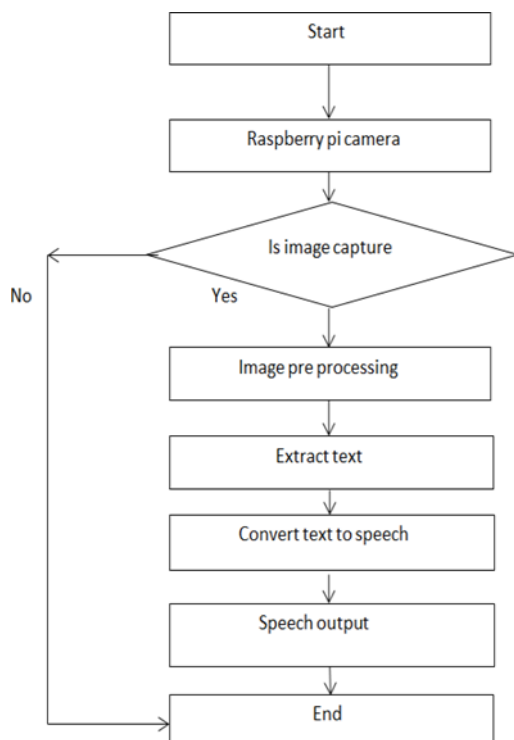 Start
Raspberry pi camera
Is image capture
No
Yes
Image pre processing
Extract text
Convert text to speech
Speech output
End